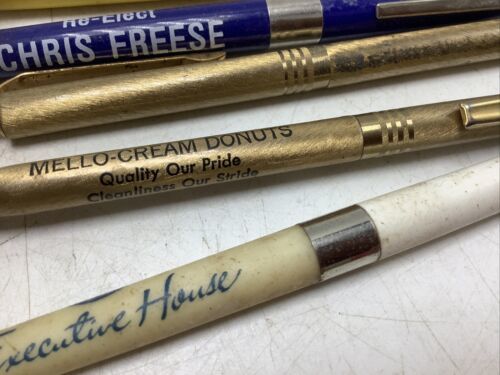 Re-Elect
CHRIS FREESE
MELLO-CREAM DONUTS
Quality Our Pride
Cleanliness Our Stride
Executive House